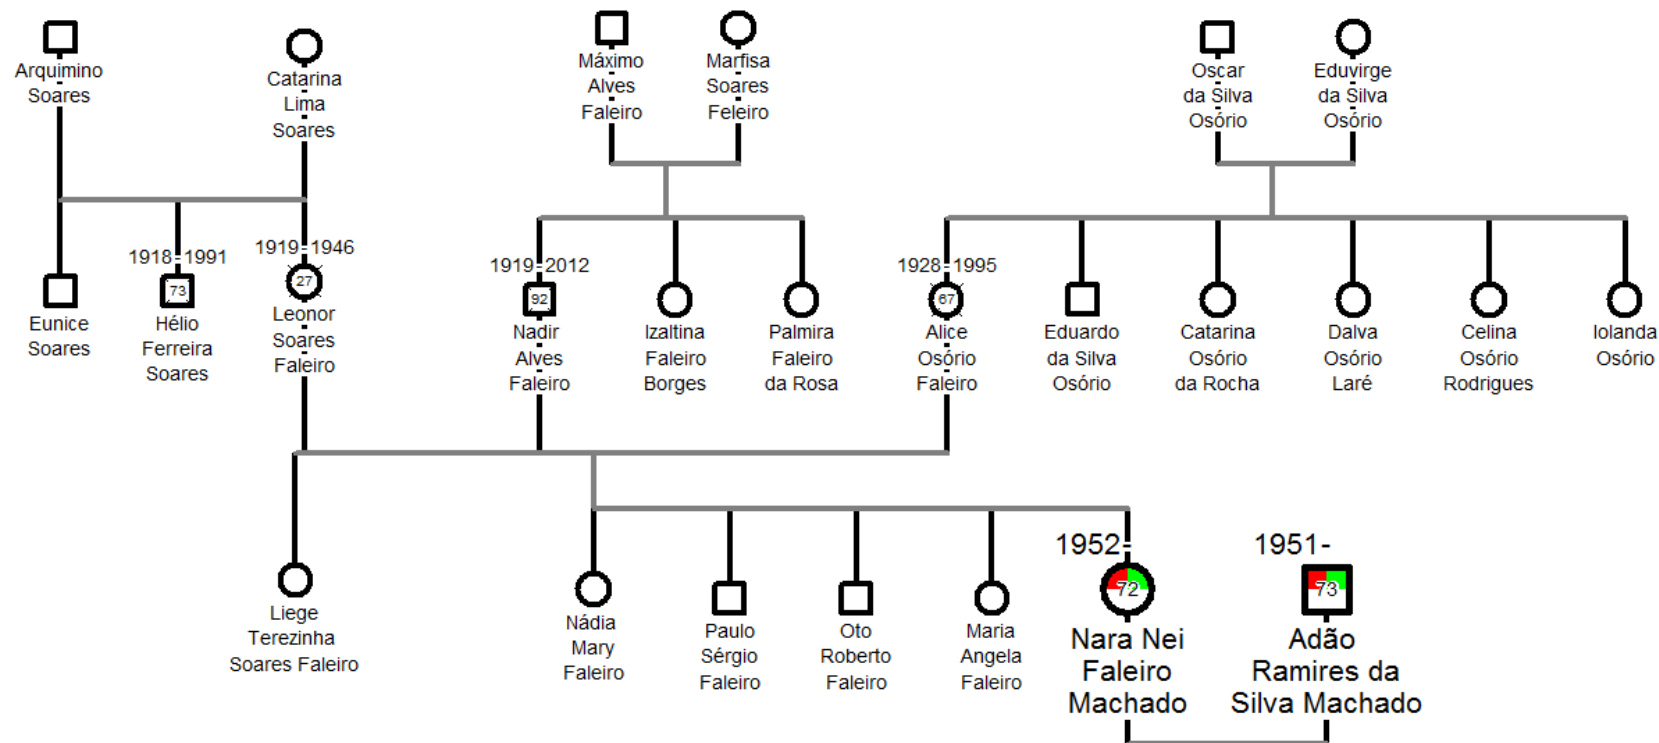 Arquimino
Soares
Catarina
Lima
Soares
Máximo
Alves
Faleiro
Marfisa
Soares
Feleiro
Oscar
da Silva
Osório
Eduvirge
da Silva
Osório
Eunice
Soares
1918-1991
73
Hélio
Ferreira
Soares
1919-1946
27
Leonor
Soares
Faleiro
1919-2012
92
Nadir
Alves
Faleiro
Izaltina
Faleiro
Borges
Palmira
Faleiro
da Rosa
1928-1995
67
Alice
Osório
Faleiro
Eduardo
da Silva
Osório
Catarina
Osório
da Rocha
Dalva
Osório
Laré
Celina
Osório
Rodrigues
Iolanda
Osório
Liege
Terezinha
Soares Faleiro
Nádia
Mary
Faleiro
Paulo
Sérgio
Faleiro
Oto
Roberto
Faleiro
Maria
Angela
Faleiro
1952-
72
Nara Nei
Faleiro
Machado
1951-
73
Adão
Ramires da
Silva Machado